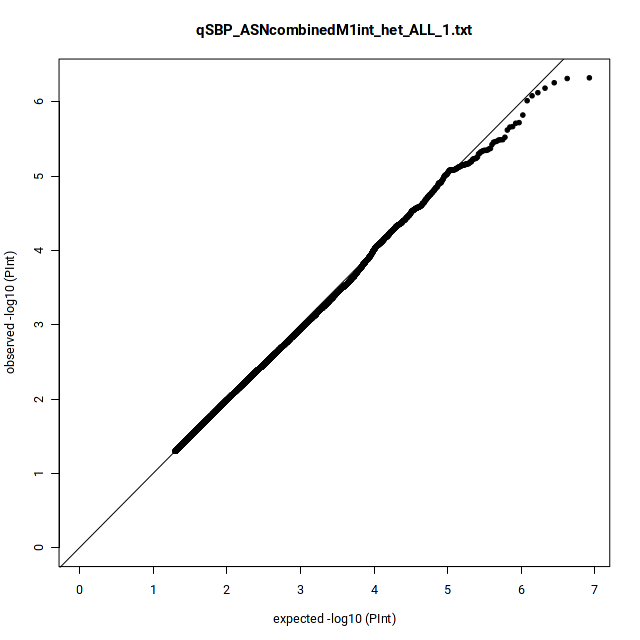 qSBP_ASNcombinedM1int_het_ALL_1.txt
observed -log10 (PInt)
6
5
4
3
2
1
0
0 1 2 3 4 5 6 7
expected -log10 (PInt)